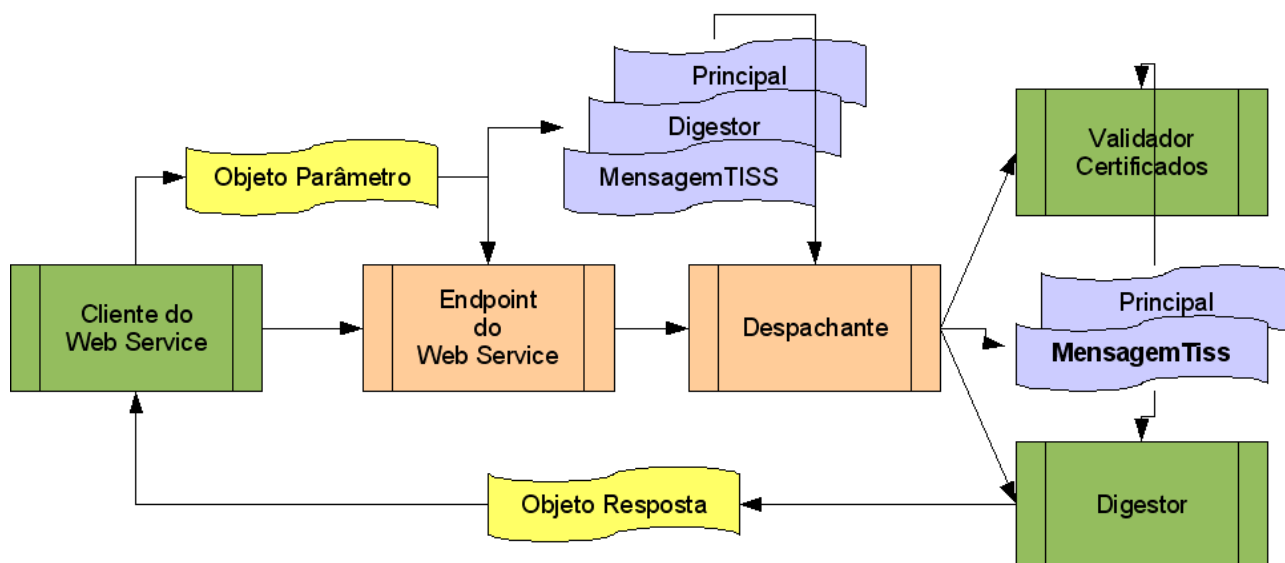 Principal
Digestor
MensagemTISS
Objeto Parâmetro
Validador
Certificados
Cliente do
Web Service
Endpoint
do
Web Service
Despachante
Principal
MensagemTiss
Objeto Resposta
Digestor